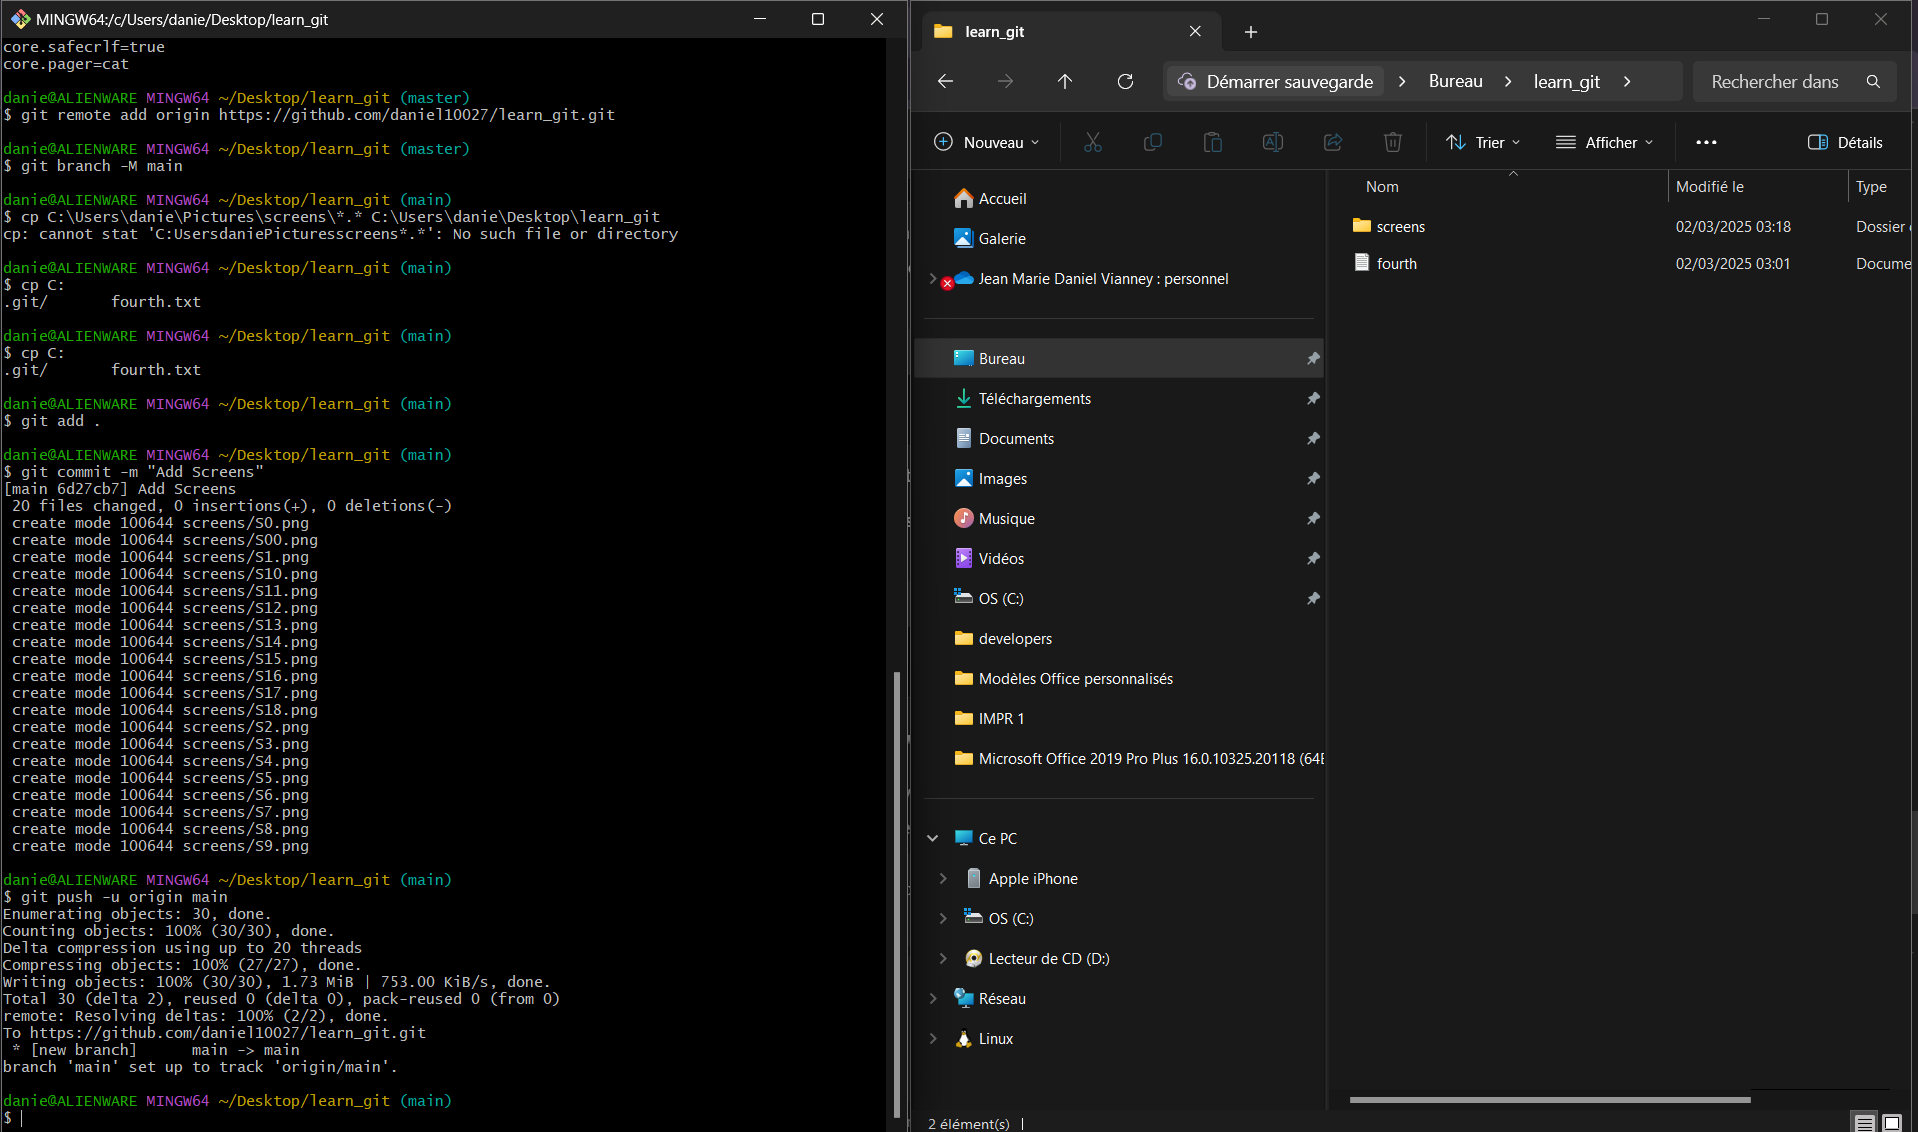 MINGW64:/c/Users/danie/Desktop/learn_git
core.safecrlf=true
core.pager=cat
danie@ALIENWARE MINGW64 ~/Desktop/learn_git (master)
$ git remote add origin https://github.com/daniel10027/learn_git.git
danie@ALIENWARE MINGW64 ~/Desktop/learn_git (master)
$ git branch -M main
danie@ALIENWARE MINGW64 ~/Desktop/learn_git (main)
$ cp C:\Users\danie\Pictures\screens\*.* C:\Users\danie\Desktop\learn_git
cp: cannot stat 'C:UsersdaniePicturesscreens*.*': No such file or directory
danie@ALIENWARE MINGW64 ~/Desktop/learn_git (main)
$ cp C:
.git/       fourth.txt
danie@ALIENWARE MINGW64 ~/Desktop/learn_git (main)
$ cp C:
.git/       fourth.txt
danie@ALIENWARE MINGW64 ~/Desktop/learn_git (main)
$ git add .
danie@ALIENWARE MINGW64 ~/Desktop/learn_git (main)
$ git commit -m "Add Screens"
[main 6d27cb7] Add Screens
20 files changed, 0 insertions(+), 0 deletions(-)
create mode 100644 screens/S0.png
create mode 100644 screens/S00.png
create mode 100644 screens/S1.png
create mode 100644 screens/S10.png
create mode 100644 screens/S11.png
create mode 100644 screens/S12.png
create mode 100644 screens/S13.png
create mode 100644 screens/S14.png
create mode 100644 screens/S15.png
create mode 100644 screens/S16.png
create mode 100644 screens/S17.png
create mode 100644 screens/S18.png
create mode 100644 screens/S2.png
create mode 100644 screens/S3.png
create mode 100644 screens/S4.png
create mode 100644 screens/S5.png
create mode 100644 screens/S6.png
create mode 100644 screens/S7.png
create mode 100644 screens/S8.png
create mode 100644 screens/S9.png
danie@ALIENWARE MINGW64 ~/Desktop/learn_git (main)
$ git push -u origin main
Enumerating objects: 30, done.
Counting objects: 100% (30/30), done.
Delta compression using up to 20 threads
Compressing objects: 100% (27/27), done.
Writing objects: 100% (30/30), 1.73 MiB | 753.00 KiB/s, done.
Total 30 (delta 2), reused 0 (delta 0), pack-reused 0 (from 0)
remote: Resolving deltas: 100% (2/2), done.
To https://github.com/daniel10027/learn_git.git
* [new branch]      main -> main
branch 'main' set up to track 'origin/main'.
danie@ALIENWARE MINGW64 ~/Desktop/learn_git (main)
$
learn_git
Démarrer sauvegarde > Bureau > learn_git >
Rechercher dans
Nouveau
Trier
Afficher
Détails
Accueil
Galerie
Jean Marie Daniel Vianney : personnel
Bureau
Téléchargements
Documents
Images
Musique
Vidéos
OS (C:)
developers
Modèles Office personnalisés
IMPR 1
Microsoft Office 2019 Pro Plus 16.0.10325.20118 (64
Ce PC
Apple iPhone
OS (C:)
Lecteur de CD (D:)
Réseau
Linux
Nom Modifié le Type
screens 02/03/2025 03:18 Dossier
fourth 02/03/2025 03:01 Docume
2 élément(s)